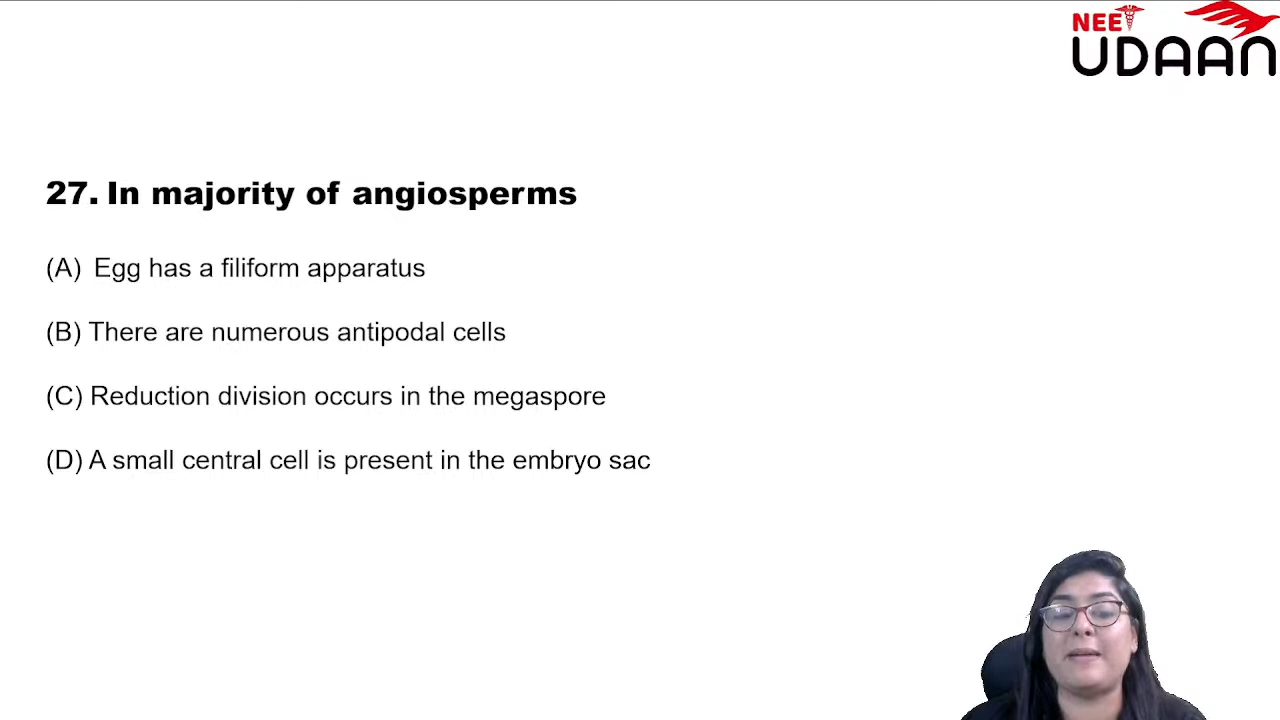 NEET
UDAAN
27. In majority of angiosperms
(A) Egg has a filiform apparatus
(B) There are numerous antipodal cells
(C) Reduction division occurs in the megaspore
(D) A small central cell is present in the embryo sac